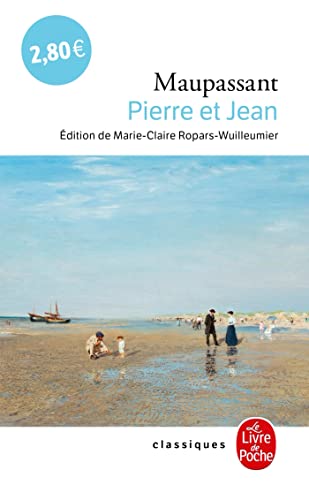 2,80€
Maupassant
Pierre et Jean
Édition de Marie-Claire Ropars-Wuilleumier
classiques
Le
Livre
de
Poche